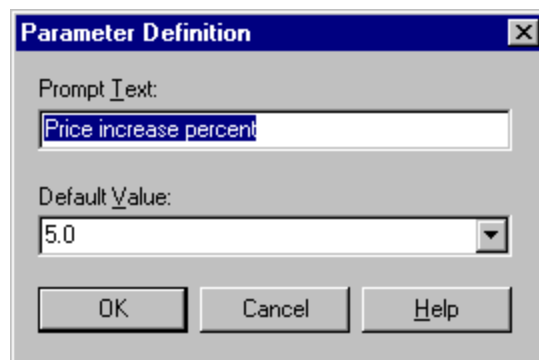 Parameter Definition
Prompt Text:
Price increase percent
Default Value:
5.0
OK Cancel Help